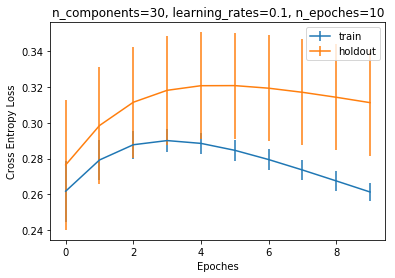 n_components=30, learning_rates=0.1, n_epoches=10
train
holdout
Cross Entropy Loss
0.34
0.32
0.30
0.28
0.26
0.24
0
2
4
6
8
Epoches